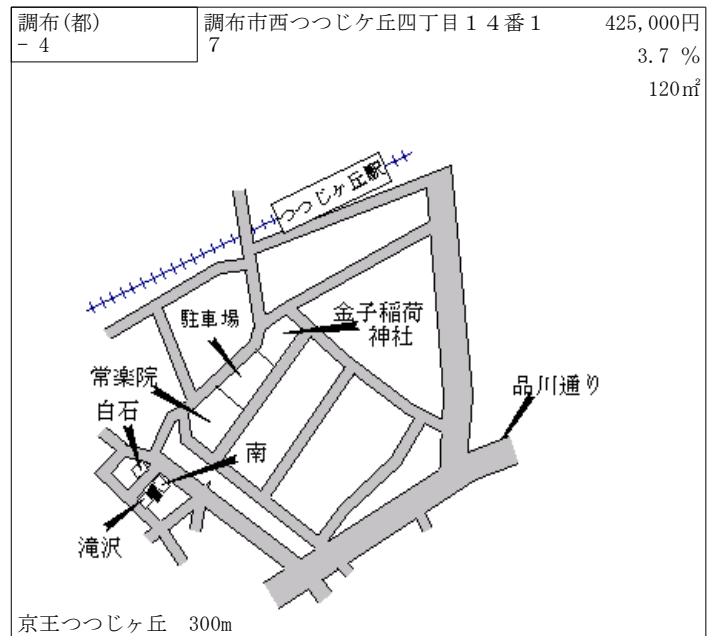 調布(都)
- 4
調布市西つつじケ丘四丁目１４番１
７
425,000円
3.7 %
120㎡
つつじヶ丘駅
駐車場
金子稲荷
神社
常楽院
白石
品川通り
南
滝沢
京王つつじヶ丘　300m